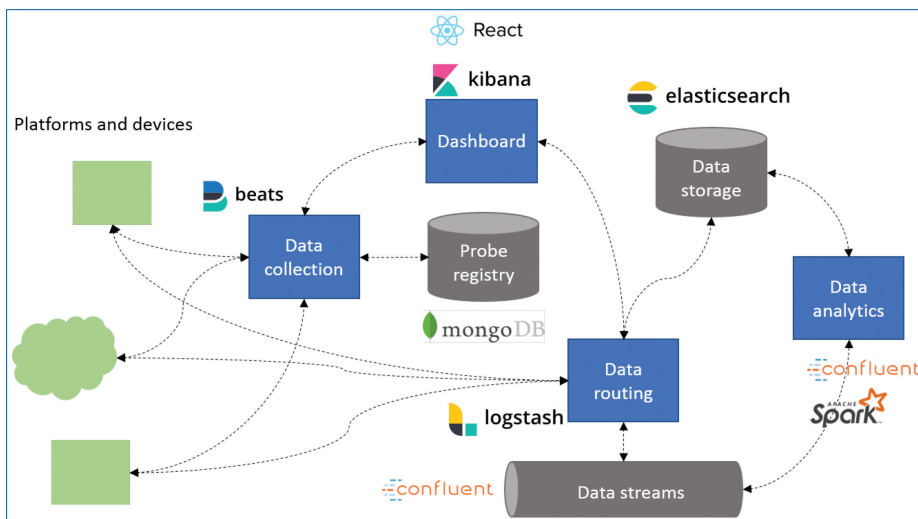 React
kibana
elasticsearch
Platforms and devices
Dashboard
Data
storage
beats
Data
collection
Probe
registry
Data
analytics
mongoDB
Data
routing
confluent
APACHE
Spark
logstash
confluent
Data streams